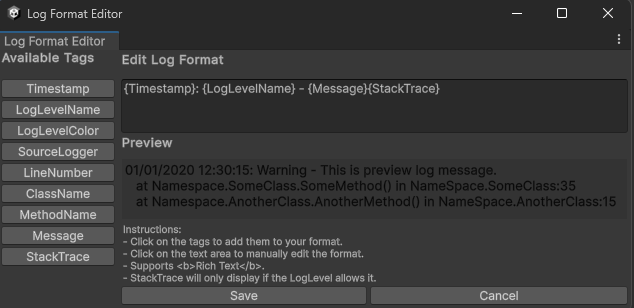 Log Format Editor
Log Format Editor
Available Tags
Timestamp
LogLevelName
LogLevelColor
SourceLogger
LineNumber
ClassName
MethodName
Message
StackTrace
Edit Log Format
{Timestamp}: {LogLevelName} - {Message}{StackTrace}
Preview
01/01/2020 12:30:15: Warning - This is preview log message.
at Namespace.SomeClass.SomeMethod() in NameSpace.SomeClass:35
at Namespace.AnotherClass.AnotherMethod() in NameSpace.AnotherClass:15
Instructions:
- Click on the tags to add them to your format.
- Click on the text area to manually edit the format.
- Supports <b>Rich Text</b>.
- StackTrace will only display if the LogLevel allows it.
Save
Cancel